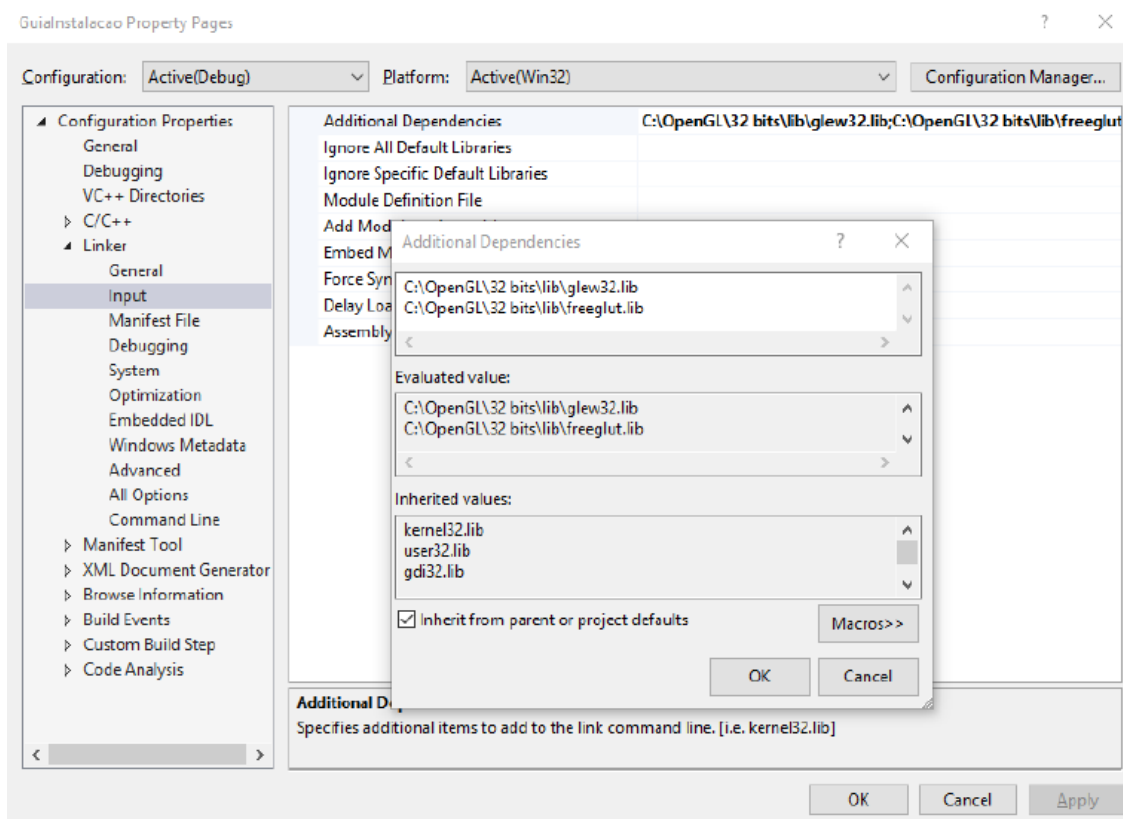 GuiaInstalacao Property Pages
?
Configuration: Active(Debug) Platform: Active(Win32) Configuration Manager...
Configuration Properties
General
Debugging
VC++ Directories
C/C++
Linker
General
Input
Manifest File
Debugging
System
Optimization
Embedded IDL
Windows Metadata
Advanced
All Options
Command Line
Manifest Tool
XML Document Generator
Browse Information
Build Events
Custom Build Step
Code Analysis
Additional Dependencies C:\OpenGL\32 bits\lib\glew32.lib;C:\OpenGL\32 bits\lib\freeglut
Ignore All Default Libraries
Ignore Specific Default Libraries
Module Definition File
Add Mod
Embed M
Force Syn
Delay Loa
Assembly
Additional Dependencies
?
C:\OpenGL\32 bits\lib\glew32.lib
C:\OpenGL\32 bits\lib\freeglut.lib
Evaluated value:
C:\OpenGL\32 bits\lib\glew32.lib
C:\OpenGL\32 bits\lib\freeglut.lib
Inherited values:
kernel32.lib
user32.lib
gdi32.lib
Inherit from parent or project defaults
Macros>>
OK Cancel
Additional D
Specifies additional items to add to the link command line. [i.e. kernel32.lib]
OK Cancel Apply